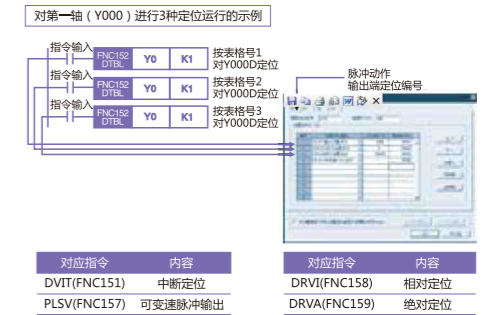 对第一轴（Y000）进行3种定位运行的示例
指令输入
FNC152
DTBL
Y0
K1
按表格号1
对Y000D定位
指令输入
FNC152
DTBL
Y0
K1
按表格号2
对Y000D定位
指令输入
FNC152
DTBL
Y0
K1
按表格号3
对Y000D定位
脉冲动作
输出端定位编号
对应指令 内容
DVIT(FNC151) 中断定位
PLSV(FNC157) 可变速脉冲输出
对应指令 内容
DRVI(FNC158) 相对定位
DRVA(FNC159) 绝对定位